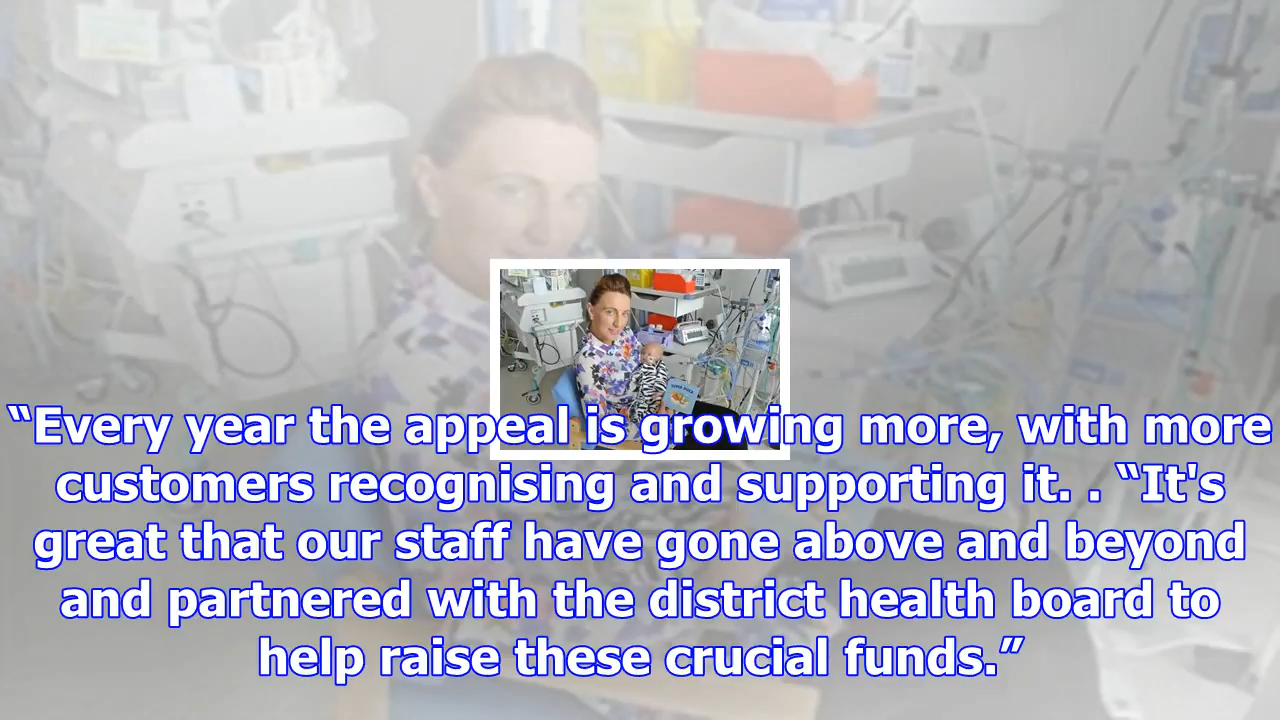 “Every year the appeal is growing more, with more
customers recognising and supporting it. . “It's
great that our staff have gone above and beyond
and partnered with the district health board to
help raise these crucial funds.”